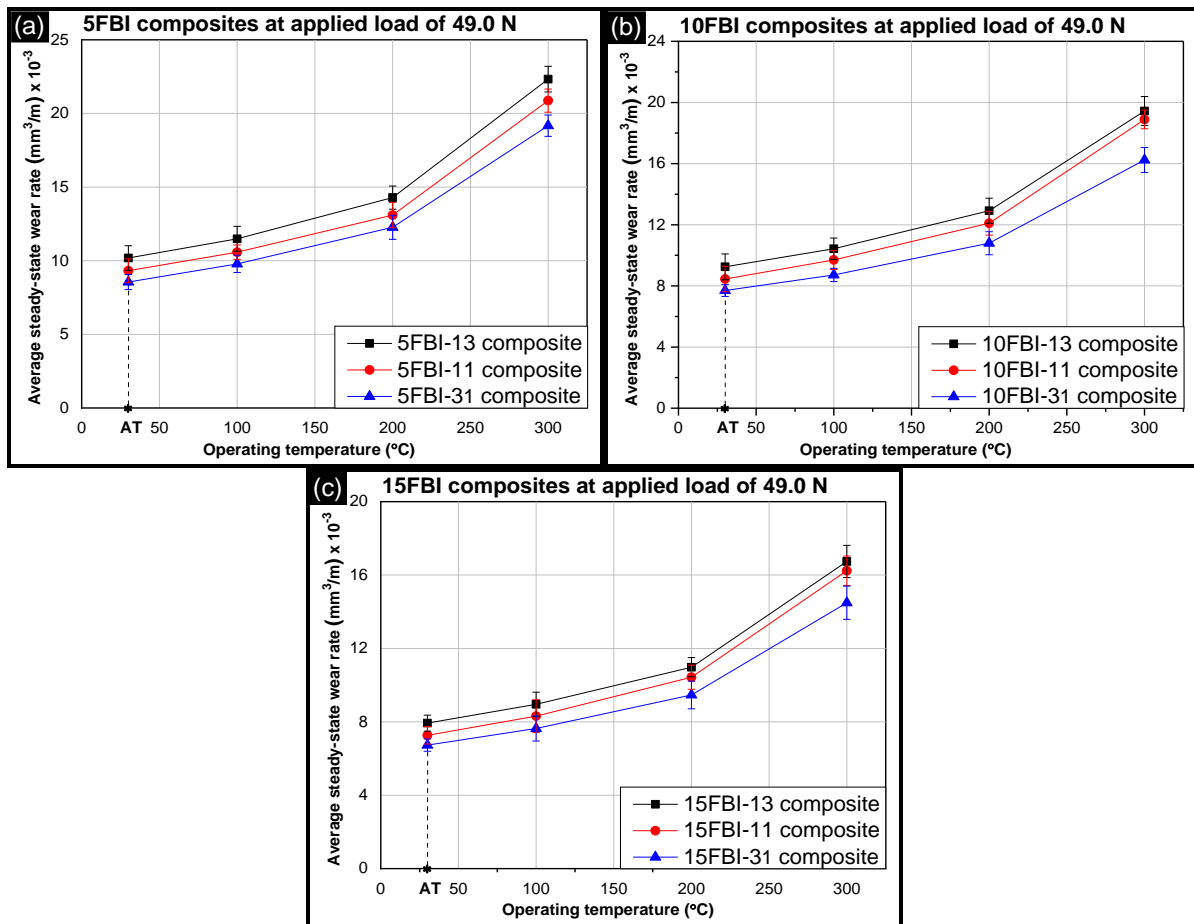 (a)
5FBI composites at applied load of 49.0 N
Average steady-state wear rate (mm³/m) x 10⁻³
25
20
15
10
5
0
5FBI-13 composite
5FBI-11 composite
5FBI-31 composite
0 AT 50 100 150 200 250 300
Operating temperature (°C)
(b)
10FBI composites at applied load of 49.0 N
Average steady-state wear rate (mm³/m) x 10⁻³
24
20
16
12
8
4
0
10FBI-13 composite
10FBI-11 composite
10FBI-31 composite
0 AT 50 100 150 200 250 300
Operating temperature (°C)
(c)
15FBI composites at applied load of 49.0 N
Average steady-state wear rate (mm³/m) x 10⁻³
20
16
12
8
4
0
15FBI-13 composite
15FBI-11 composite
15FBI-31 composite
0 AT 50 100 150 200 250 300
Operating temperature (°C)